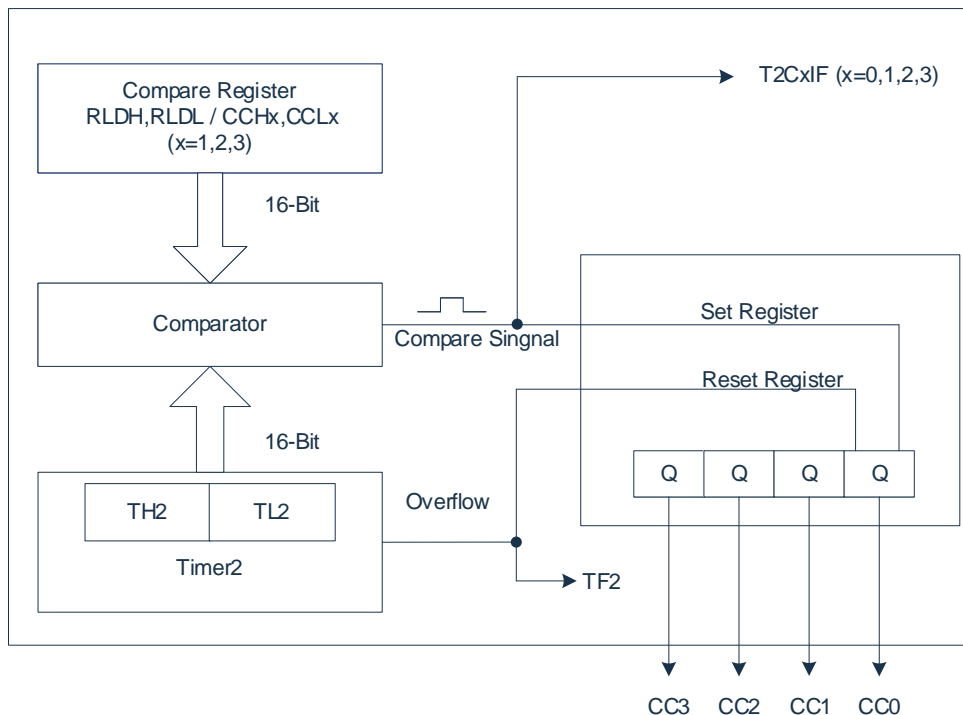 Compare Register
RLDH,RLDL / CCHx,CCLx
(x=1,2,3)
T2CxIF (x=0,1,2,3)
16-Bit
Comparator
Compare Singnal
Set Register
Reset Register
16-Bit
Q Q Q Q
TH2 TL2
Overflow
Timer2
TF2
CC3 CC2 CC1 CC0